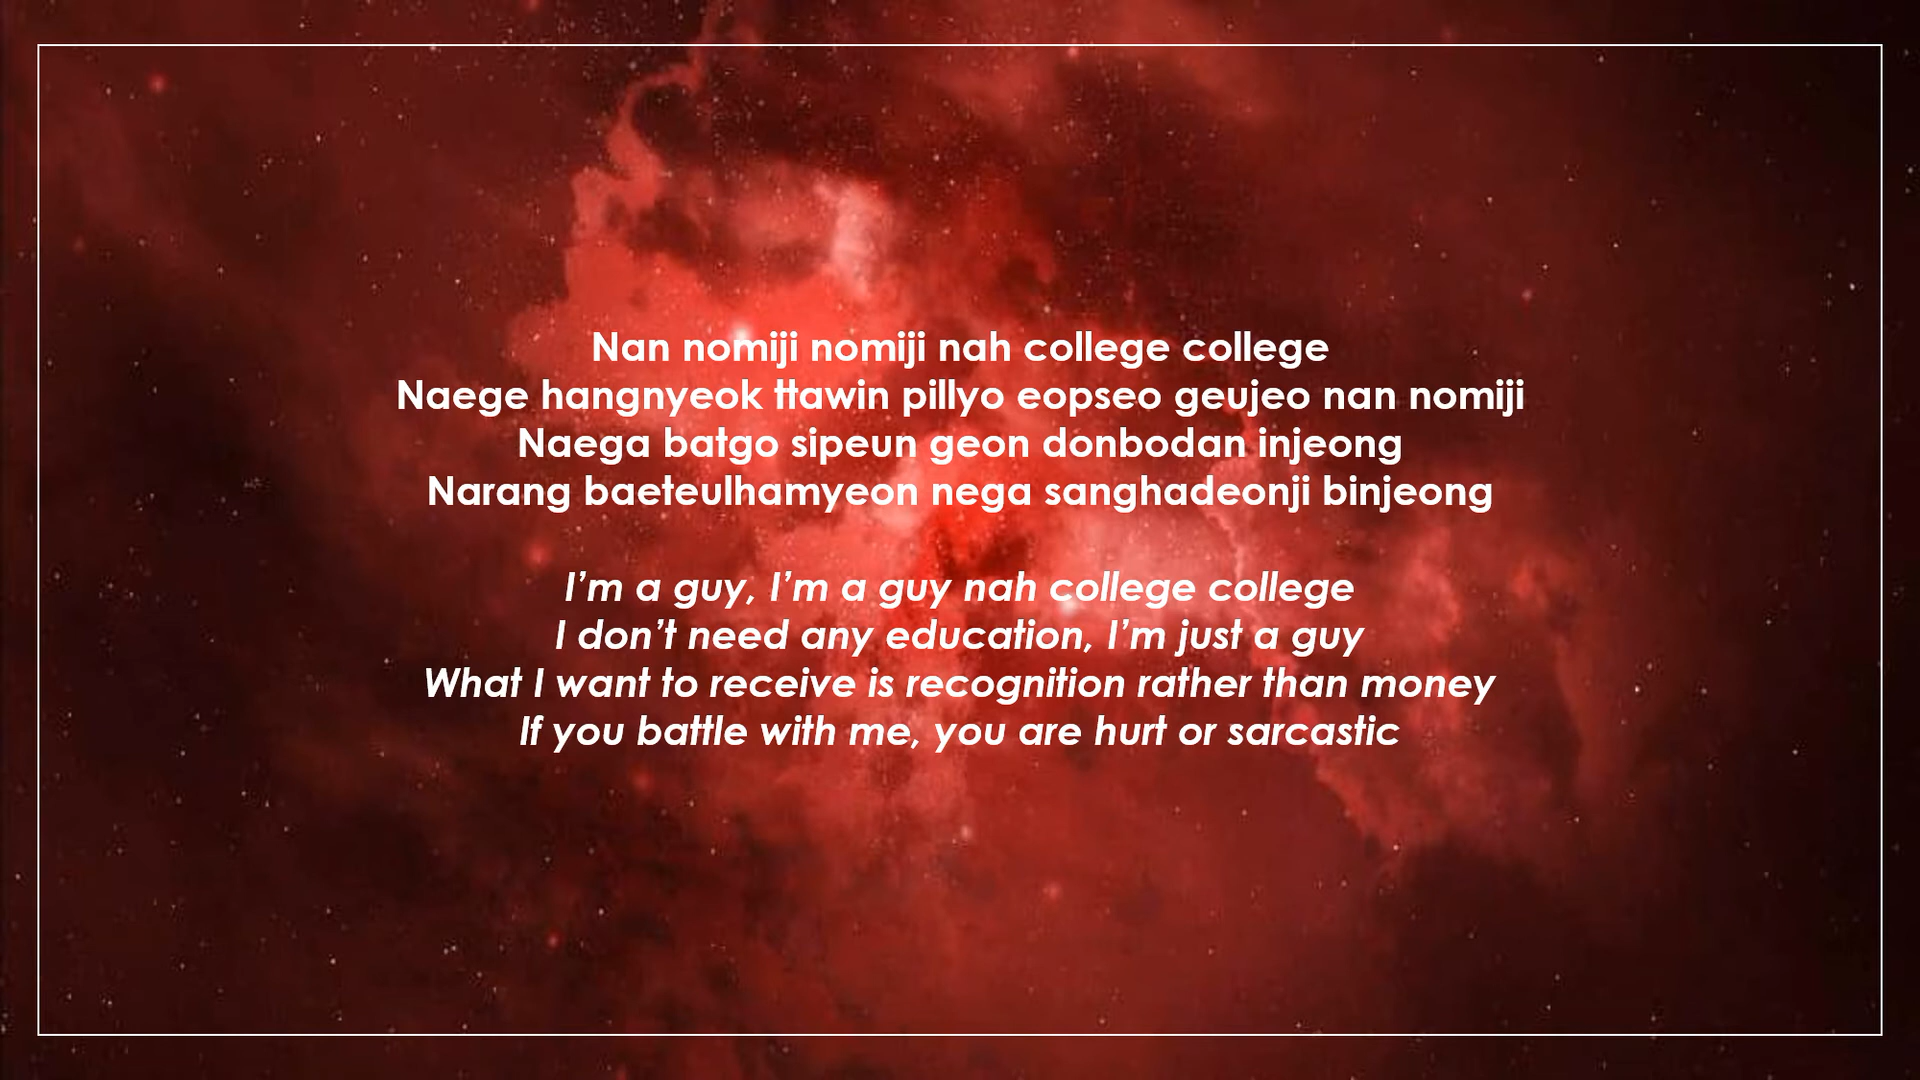 Nan nomiji nomiji nah college college
Naege hangnyeok ttawin pillyo eopseo geujeo nan nomiji
Naega batgo sipeun geon donbodan injeong
Narang baeteulhamyeon nega sanghadeonji binjeong
I’m a guy, I’m a guy nah college college
I don’t need any education, I’m just a guy
What I want to receive is recognition rather than money
If you battle with me, you are hurt or sarcastic